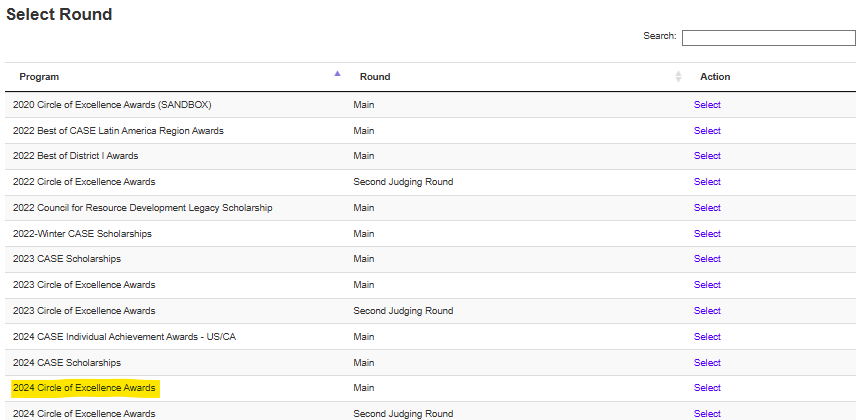 Select Round
Search:
Program Round Action
2020 Circle of Excellence Awards (SANDBOX) Main Select
2022 Best of CASE Latin America Region Awards Main Select
2022 Best of District I Awards Main Select
2022 Circle of Excellence Awards Second Judging Round Select
2022 Council for Resource Development Legacy Scholarship Main Select
2022-Winter CASE Scholarships Main Select
2023 CASE Scholarships Main Select
2023 Circle of Excellence Awards Main Select
2023 Circle of Excellence Awards Second Judging Round Select
2024 CASE Individual Achievement Awards - US/CA Main Select
2024 CASE Scholarships Main Select
2024 Circle of Excellence Awards Main Select
2024 Circle of Excellence Awards Second Judging Round Select